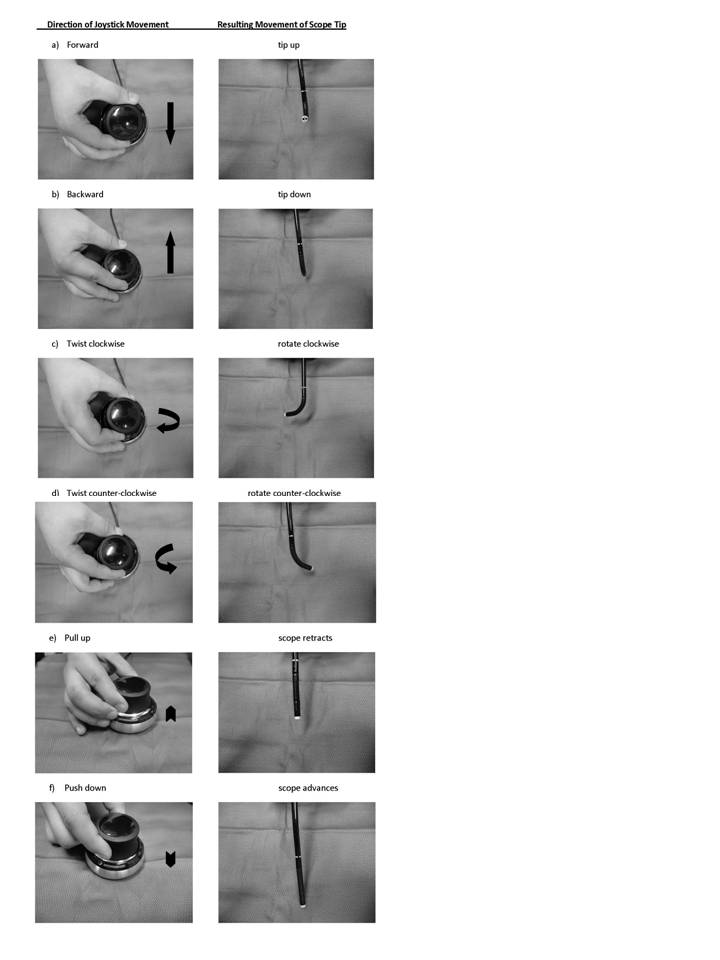 Direction of Joystick Movement Resulting Movement of Scope Tip
a) Forward tip up
b) Backward tip down
c) Twist clockwise rotate clockwise
d) Twist counter-clockwise rotate counter-clockwise
e) Pull up scope retracts
f) Push down scope advances